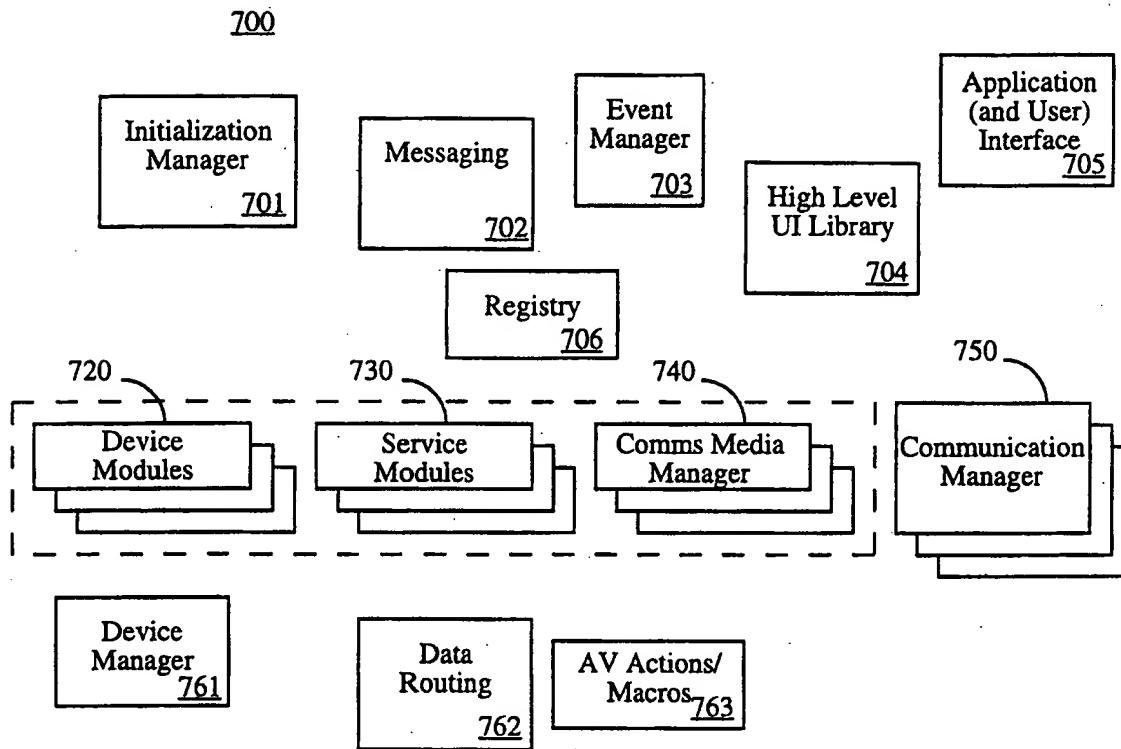 700
Initialization
Manager
701
Messaging
702
Event
Manager
703
High Level
UI Library
704
Application
(and User)
Interface
705
Registry
706
720
Device
Modules
730
Service
Modules
740
Comms Media
Manager
750
Communication
Manager
Device
Manager
761
Data
Routing
762
AV Actions/
Macros
763